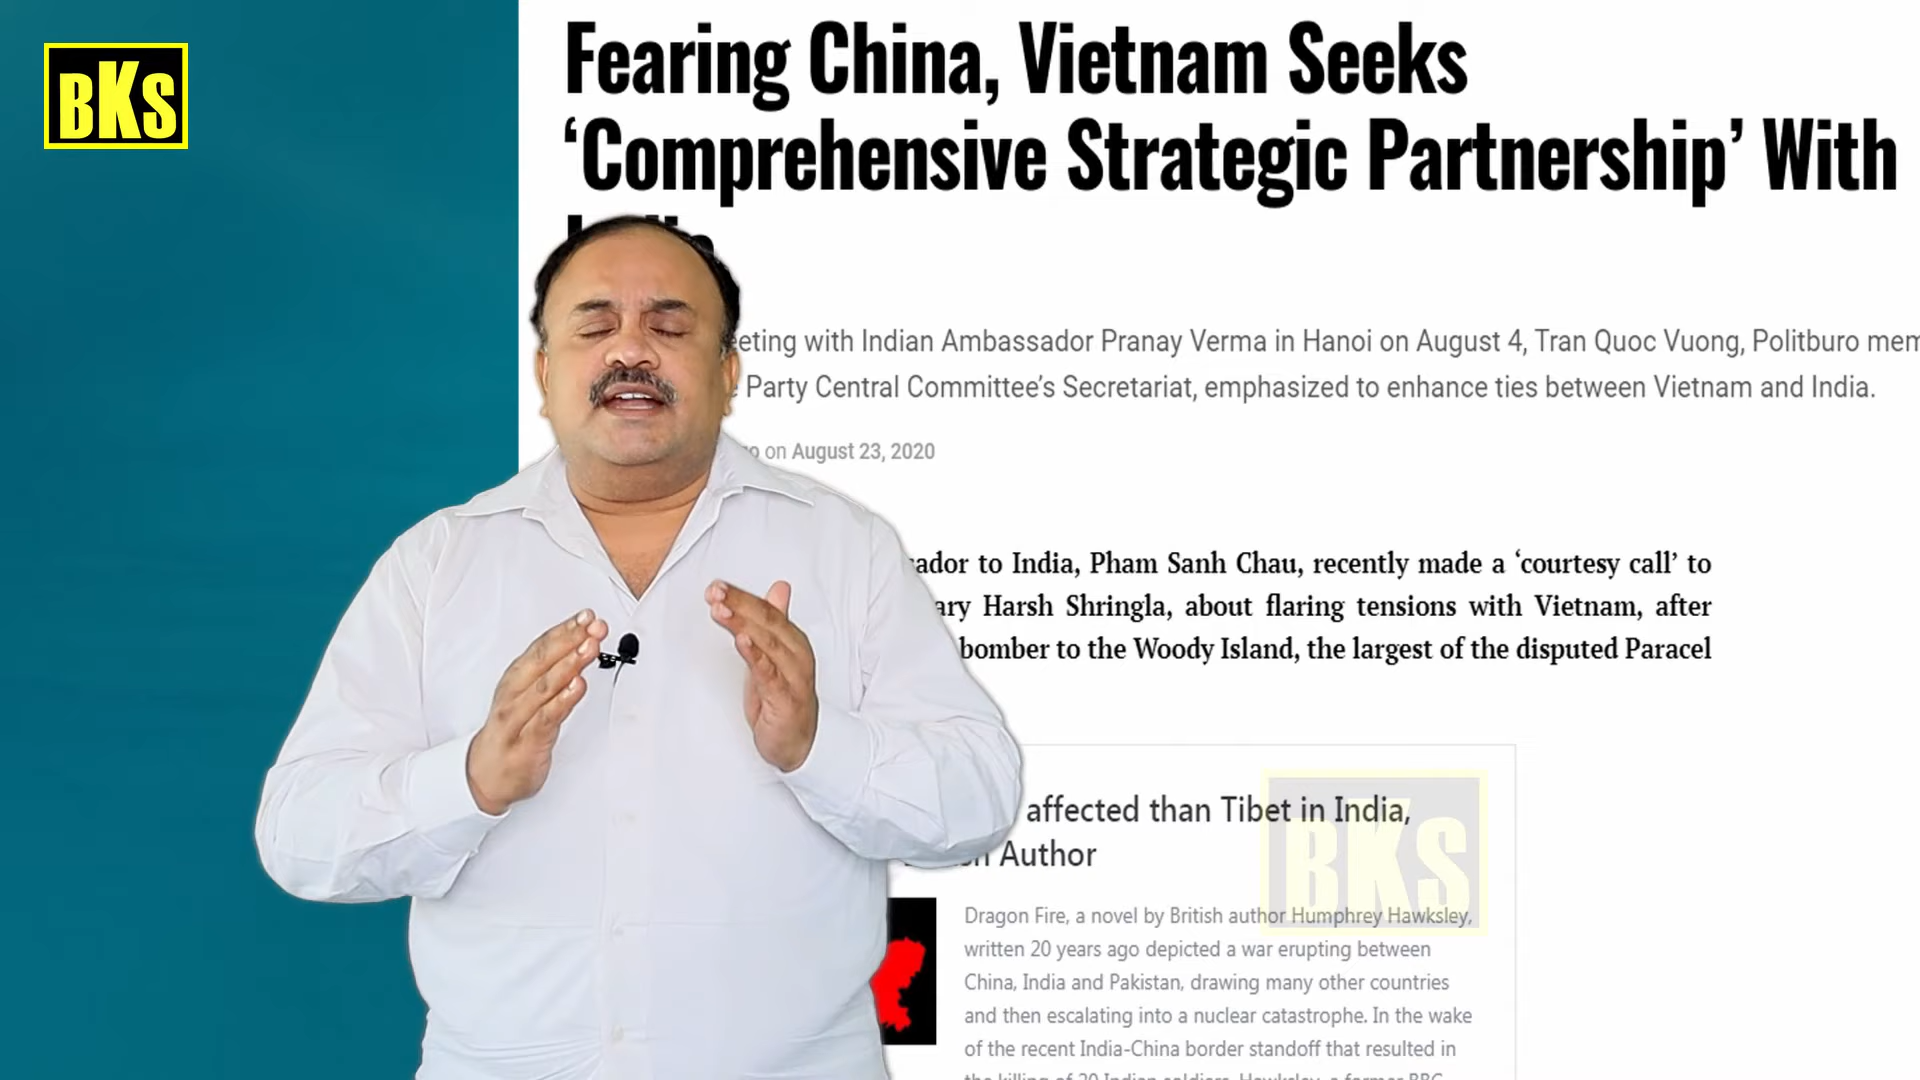 BKS
Fearing China, Vietnam Seeks
‘Comprehensive Strategic Partnership’ With
eting with Indian Ambassador Pranay Verma in Hanoi on August 4, Tran Quoc Vuong, Politburo mem
Party Central Committee’s Secretariat, emphasized to enhance ties between Vietnam and India.
on August 23, 2020
ador to India, Pham Sanh Chau, recently made a ‘courtesy call’ to
ary Harsh Shringla, about flaring tensions with Vietnam, after
bomber to the Woody Island, the largest of the disputed Paracel
affected than Tibet in India,
Author
BKS
Dragon Fire, a novel by British author Humphrey Hawksley,
written 20 years ago depicted a war erupting between
China, India and Pakistan, drawing many other countries
and then escalating into a nuclear catastrophe. In the wake
of the recent India-China border standoff that resulted in